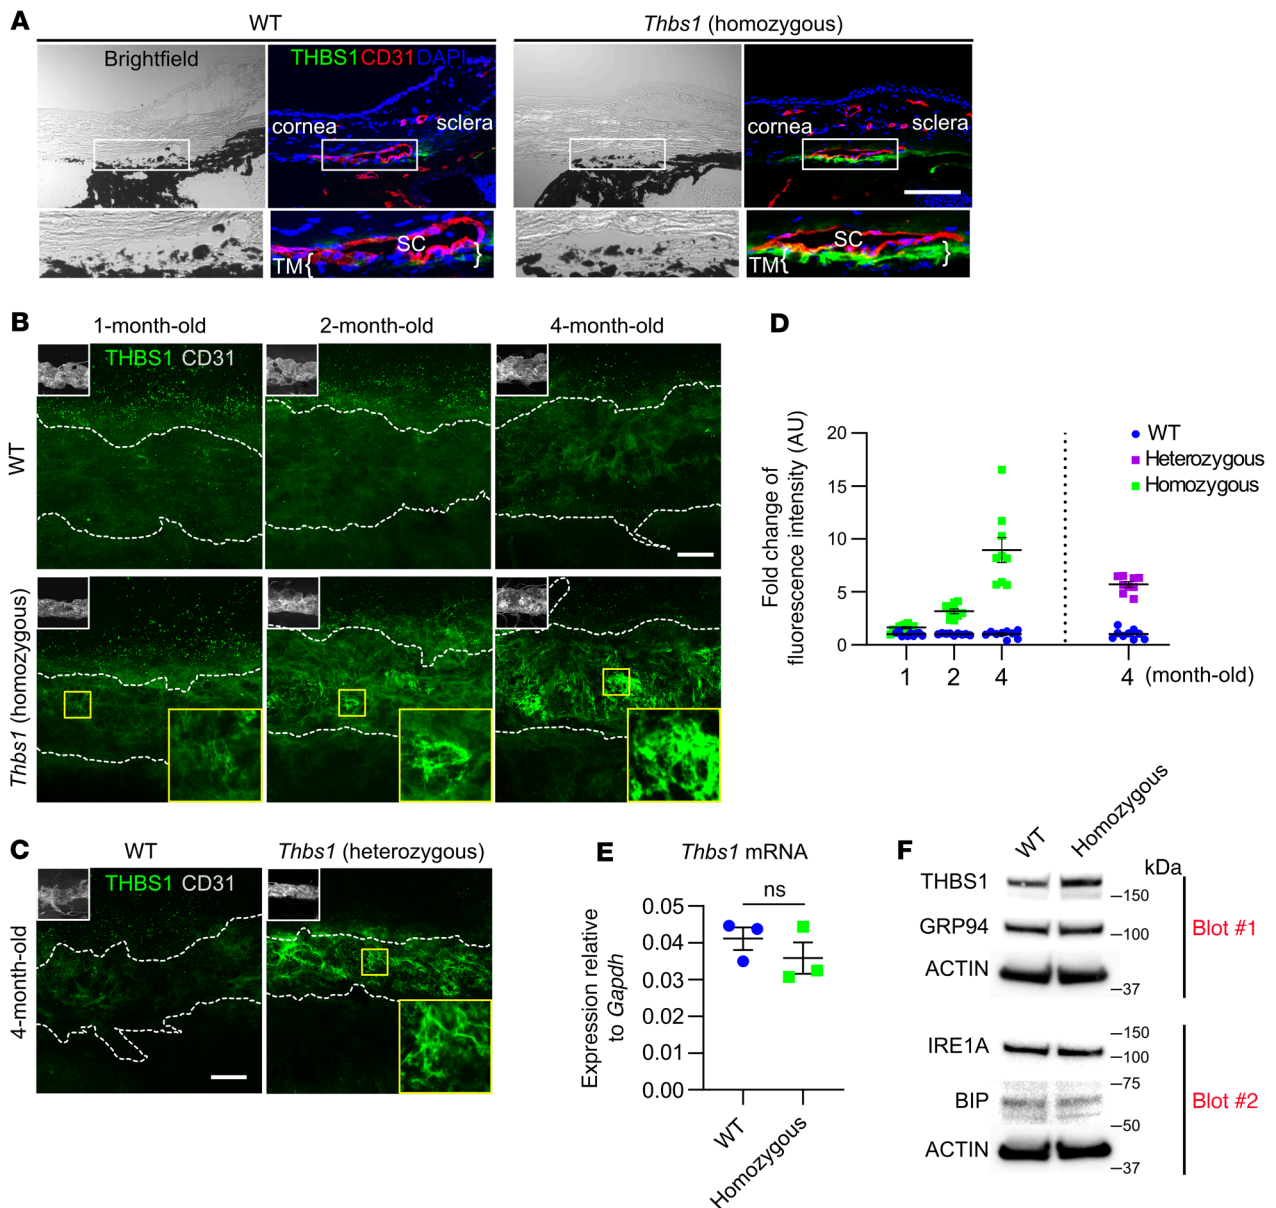 A
WT
Thbs1 (homozygous)
Brightfield
THBS1CD31DAPI
cornea
sclera
cornea
sclera
SC
TM{
}
SC
TM{
}
B
1-month-old
2-month-old
4-month-old
THBS1 CD31
WT
Thbs1 (homozygous)
C
WT
Thbs1 (heterozygous)
THBS1 CD31
4-month-old
D
Fold change of
fluorescence intensity (AU)
20
15
10
5
0
1
2
4
4
(month-old)
WT
Heterozygous
Homozygous
E
Thbs1 mRNA
ns
Expression relative
to Gapdh
0.05
0.04
0.03
0.02
0.01
0.00
WT
Homozygous
F
WT
Homozygous
kDa
THBS1
–150
GRP94
–100
ACTIN
–37
Blot #1
IRE1A
–150
–100
–75
BIP
–50
ACTIN
–37
Blot #2